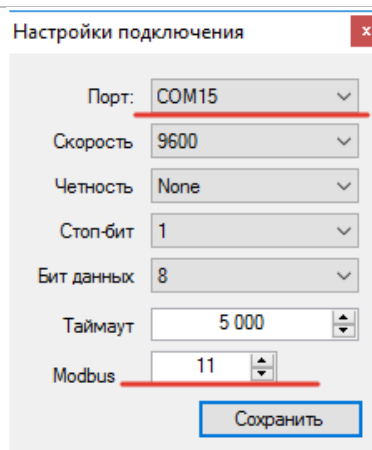 Настройки подключения x
Порт: COM15
Скорость 9600
Четность None
Стоп-бит 1
Бит данных 8
Таймаут 5 000
Modbus 11
Сохранить